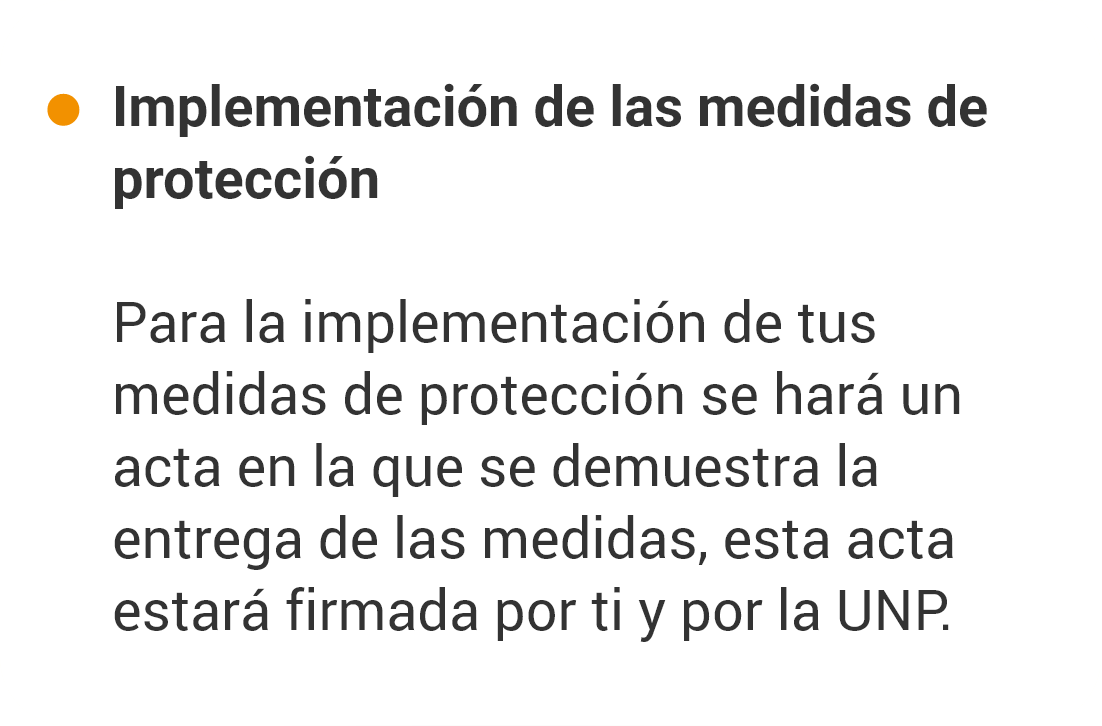 Implementación de las medidas de
protección
Para la implementación de tus
medidas de protección se hará un
acta en la que se demuestra la
entrega de las medidas, esta acta
estará firmada por ti y por la UNP.